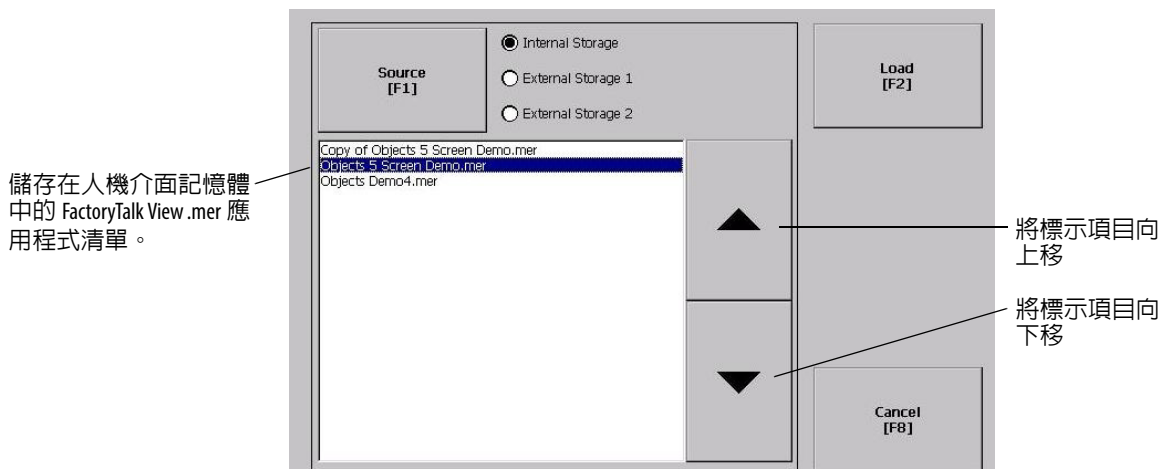 Source
[F1]
Internal Storage
External Storage 1
External Storage 2
Load
[F2]
Copy of Objects 5 Screen Demo.mer
Objects 5 Screen Demo.mer
Objects Demo4.mer
儲存在人機介面記憶體
中的 FactoryTalk View .mer 應
用程式清單。
將標示項目向
上移
將標示項目向
下移
Cancel
[F8]